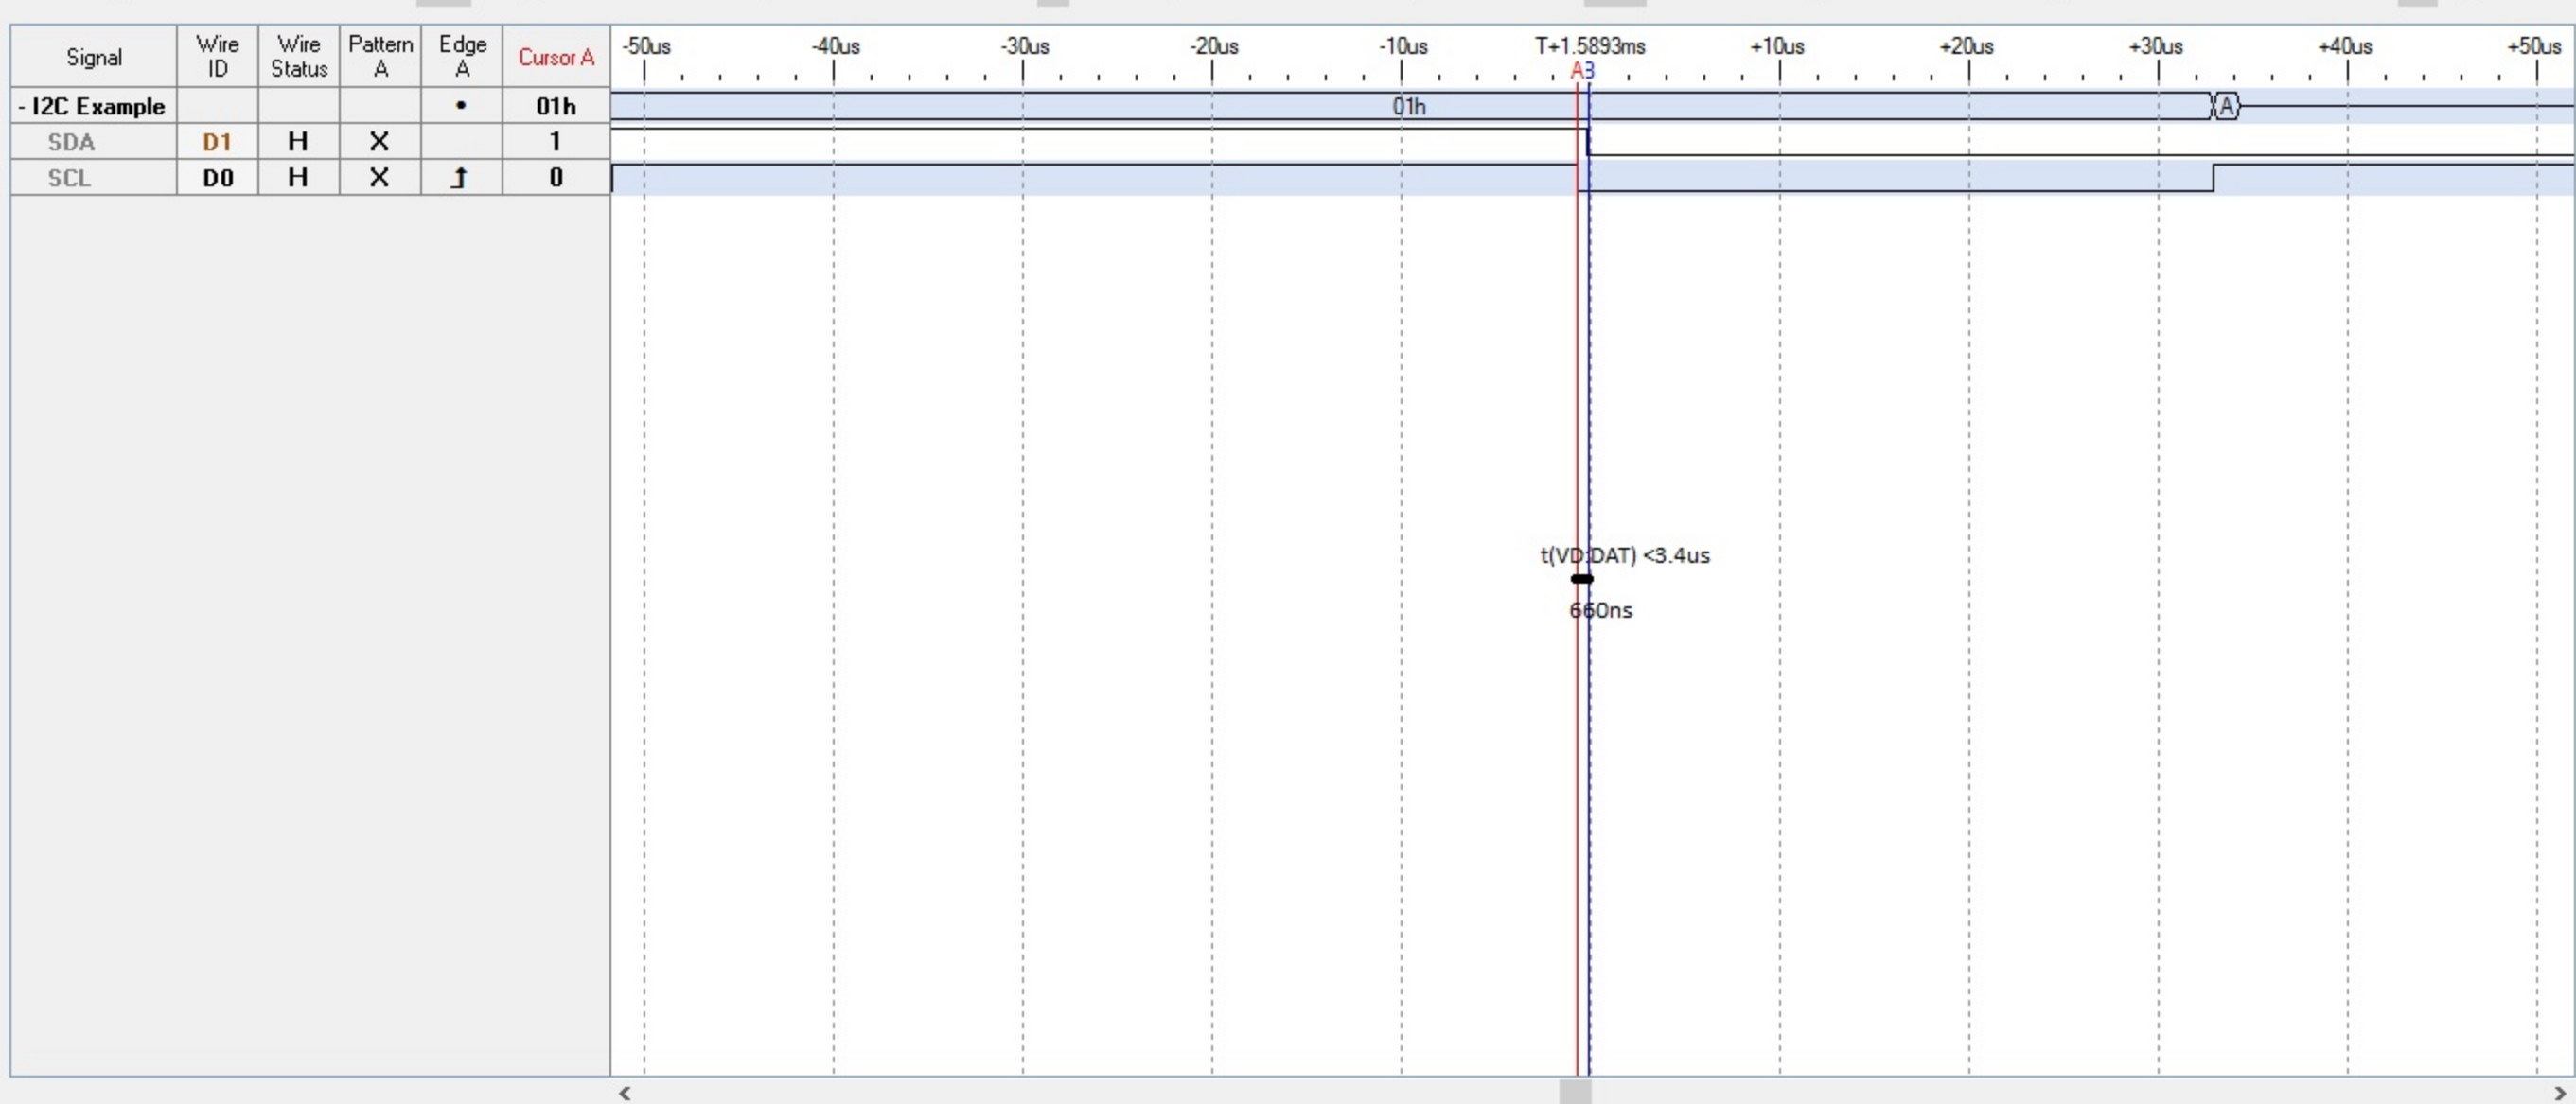 Signal Wire ID Wire Status Pattern A Edge A Cursor A -50us -40us -30us -20us -10us T+1.5893ms +10us +20us +30us +40us +50us
A B
- I2C Example • 01h 01h A
SDA D1 H X 1
SCL D0 H X 0
t(VD:DAT) <3.4us
660ns